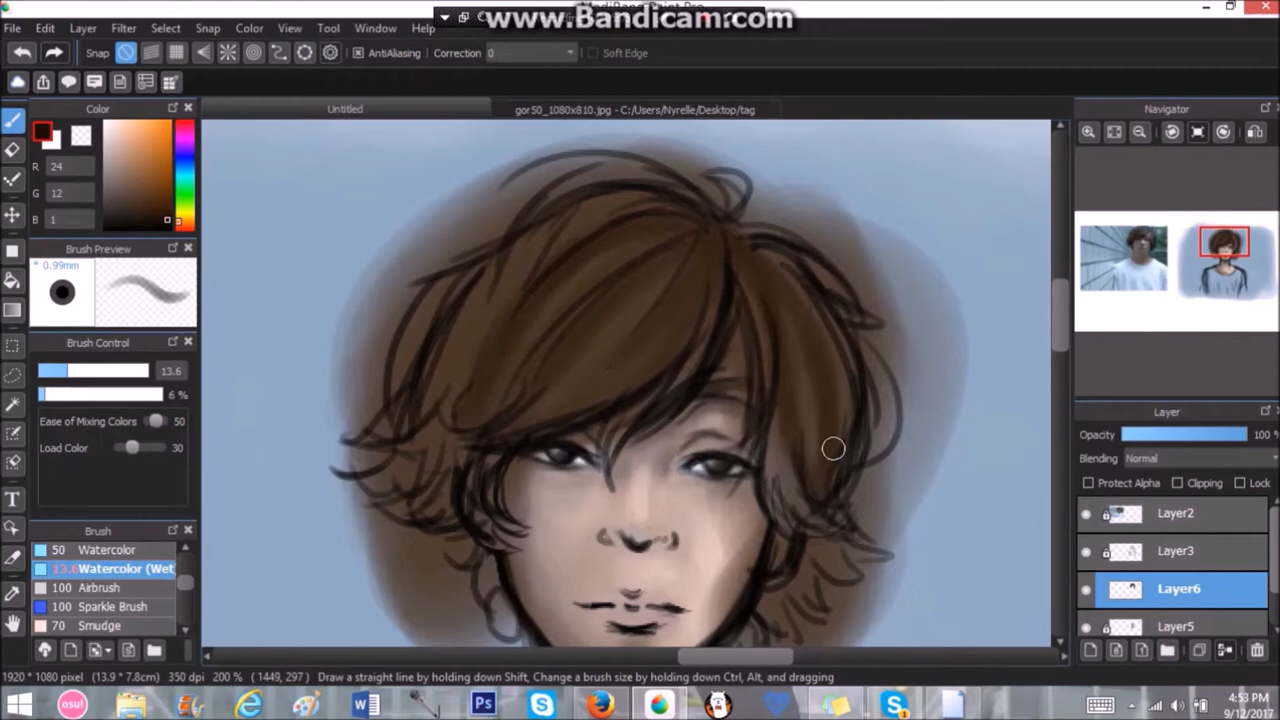 www.Bandicam.com
File Edit Layer Filter Select Snap Color View Tool Window Help
Snap AntiAliasing Correction 0 Soft Edge
Color
Untitled
gor50_1080x810.jpg - C:/Users/Nyrelle/Desktop/tag
Navigator
R 24
G 12
B 1
Brush Preview
* 0.99mm
Brush Control
13.6
6 %
Ease of Mixing Colors 50
Load Color 30
Brush
50 Watercolor
13.6 Watercolor (Wet
100 Airbrush
100 Sparkle Brush
70 Smudge
Layer
Opacity 100 %
Blending Normal
Protect Alpha Clipping Lock
Layer2
Layer3
Layer6
Layer5
1920 * 1080 pixel (13.9 * 7.8cm) 350 dpi 200 % ( 1449, 297 ) Draw a straight line by holding down Shift, Change a brush size by holding down Ctrl, Alt, and dragging
osu!
Ps
4:53 PM
9/12/2017